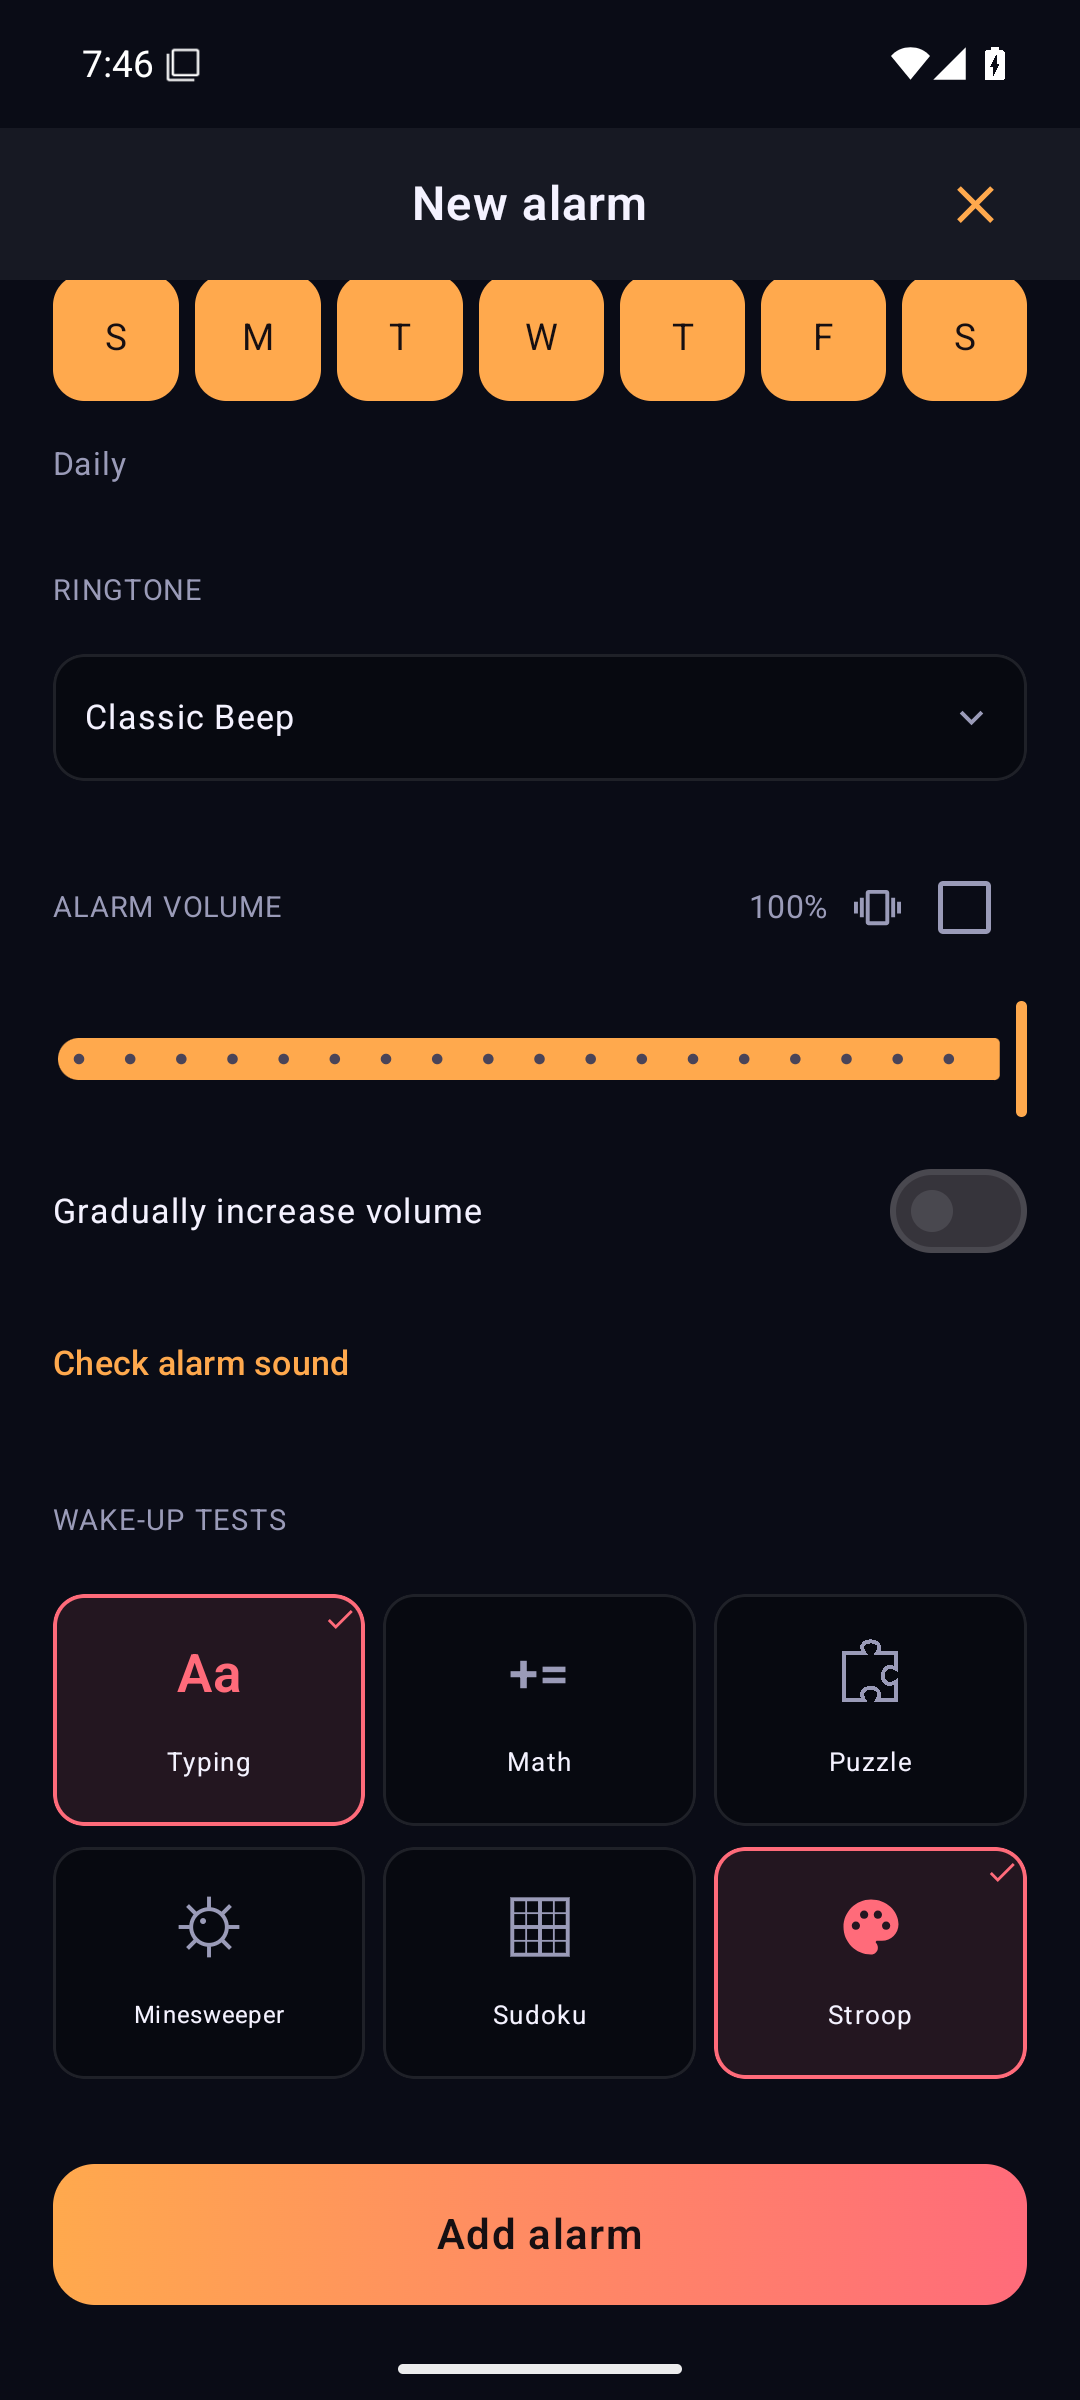 7:46
New alarm
S M T W T F S
Daily
RINGTONE
Classic Beep
ALARM VOLUME 100%
Gradually increase volume
Check alarm sound
WAKE-UP TESTS
Aa += 
Typing Math Puzzle
Minesweeper Sudoku Stroop
Add alarm